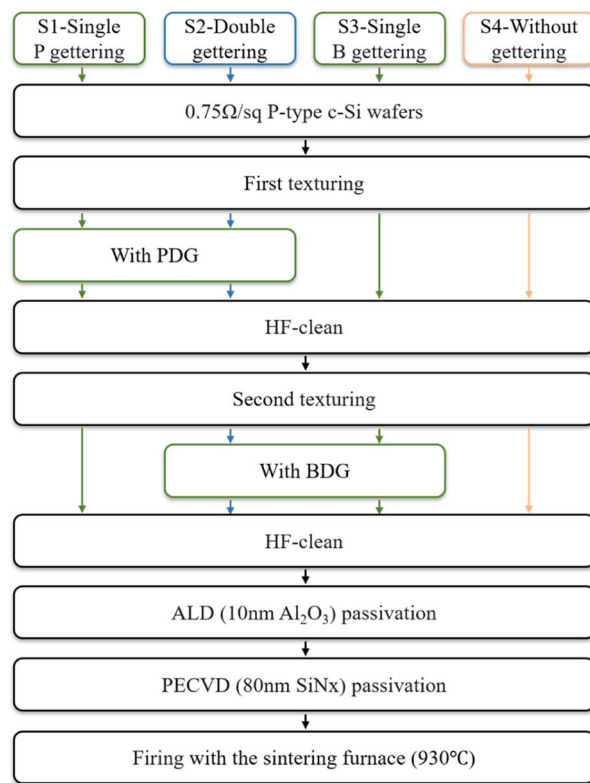 S1-Single
P gettering
S2-Double
gettering
S3-Single
B gettering
S4-Without
gettering
0.75Ω/sq P-type c-Si wafers
First texturing
With PDG
HF-clean
Second texturing
With BDG
HF-clean
ALD (10nm Al₂O₃) passivation
PECVD (80nm SiNx) passivation
Firing with the sintering furnace (930℃)